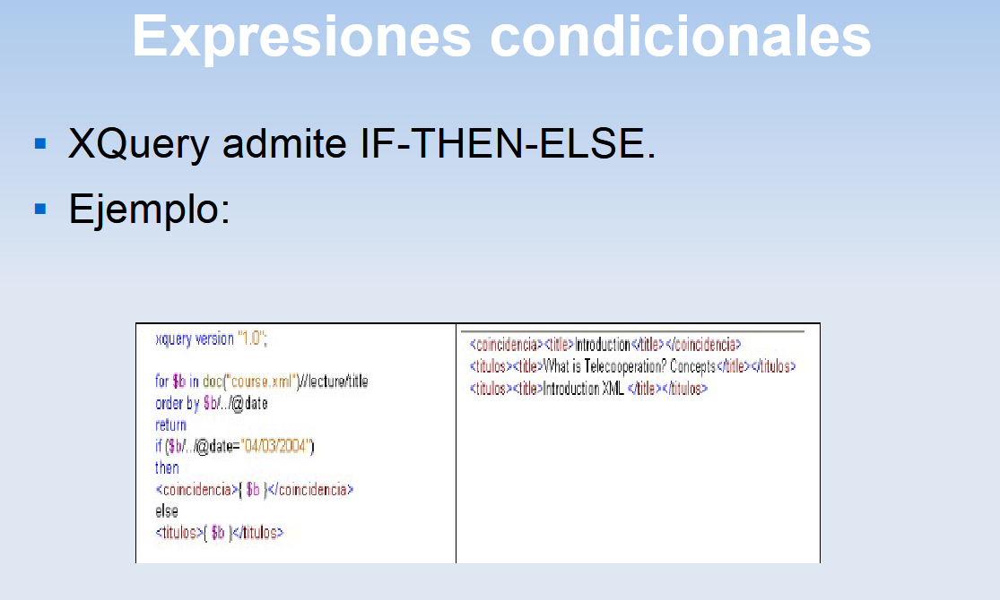 Expresiones condicionales
XQuery admite IF-THEN-ELSE.
Ejemplo:
xquery version "1.0";
for $b in doc("course.xml")//lecture/title
order by $b/../@date
return
if ($b/../@date="04/03/2004")
then
<coincidencia>{ $b }</coincidencia>
else
<titulos>{ $b }</titulos>
<coincidencia><title>Introduction</title></coincidencia>
<titulos><title>What is Telecooperation? Concepts</title></titulos>
<titulos><title>Introduction XML </title></titulos>